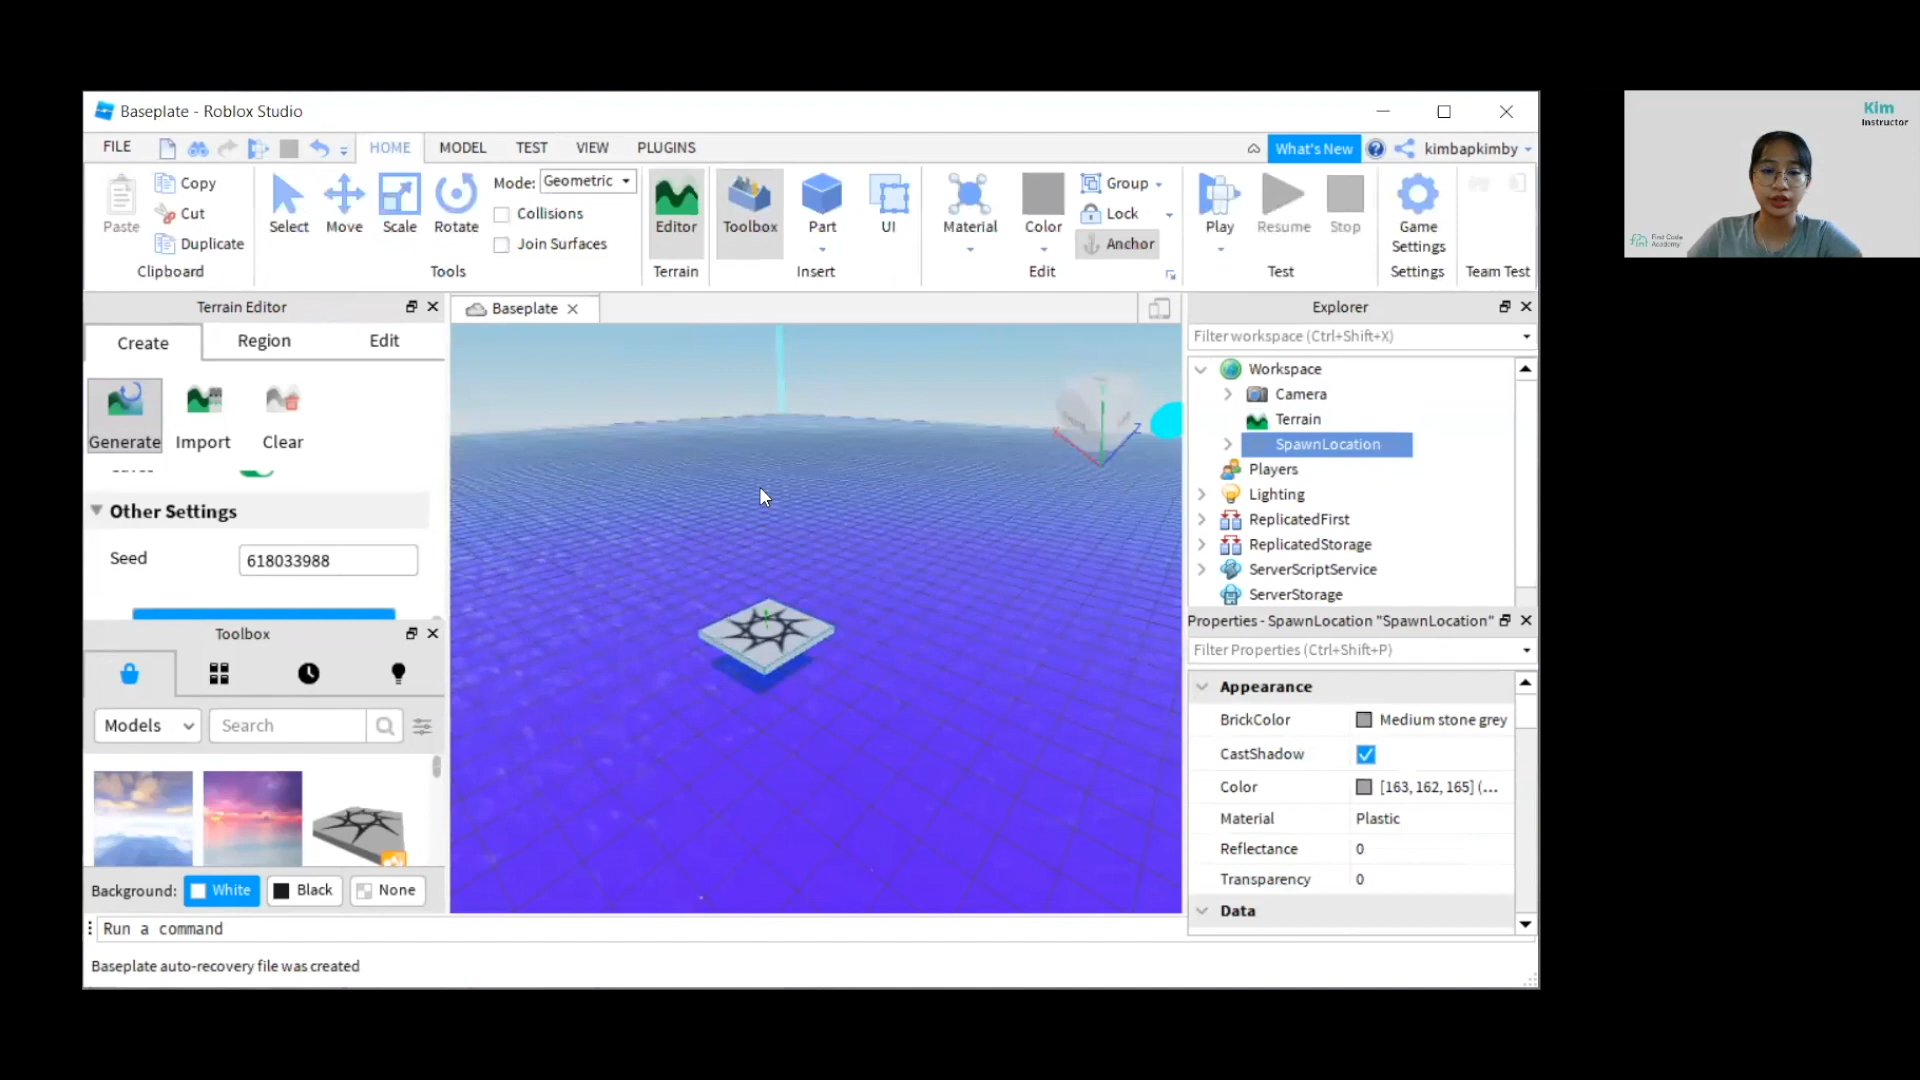 Baseplate - Roblox Studio
Kim
Instructor
First Code
Academy
FILE HOME MODEL TEST VIEW PLUGINS What's New kimbapkimby
Paste Copy Cut Duplicate
Clipboard
Select Move Scale Rotate
Mode: Geometric
Collisions
Join Surfaces
Tools
Editor
Terrain
Toolbox Part UI
Insert
Material Color Group Lock Anchor
Edit
Play Resume Stop
Test
Game
Settings
Settings
Team Test
Terrain Editor
Create Region Edit
Generate Import Clear
Other Settings
Seed 618033988
Toolbox
Models Search
Background: White Black None
Baseplate
X Z
Explorer
Filter workspace (Ctrl+Shift+X)
Workspace
Camera
Terrain
SpawnLocation
Players
Lighting
ReplicatedFirst
ReplicatedStorage
ServerScriptService
ServerStorage
Properties - SpawnLocation "SpawnLocation"
Filter Properties (Ctrl+Shift+P)
Appearance
BrickColor Medium stone grey
CastShadow
Color [163, 162, 165] (...
Material Plastic
Reflectance 0
Transparency 0
Data
Run a command
Baseplate auto-recovery file was created